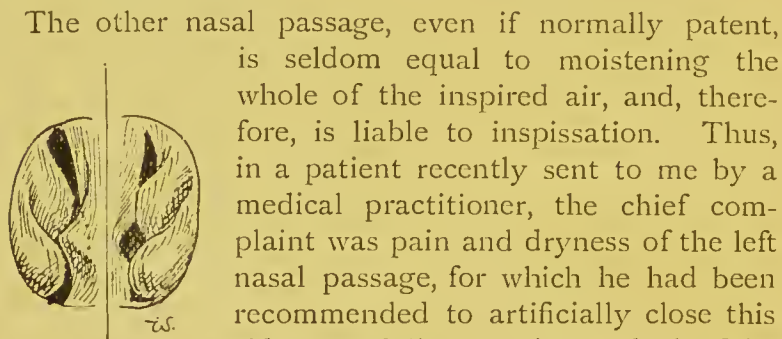 The other nasal passage, even if normally patent,
is seldom equal to moistening the
whole of the inspired air, and, there-
fore, is liable to inspissation. Thus,
in a patient recently sent to me by a
medical practitioner, the chief com-
plaint was pain and dryness of the left
nasal passage, for which he had been
recommended to artificially close this